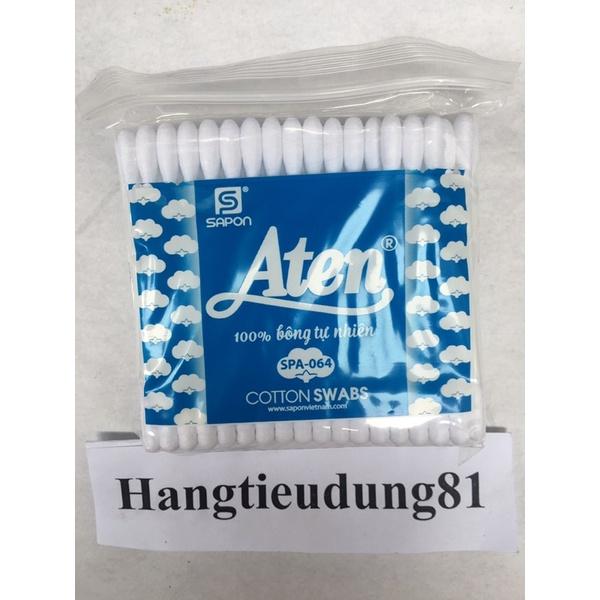 S®
SAPON
Aten®
100% bông tự nhiên
SPA-064
COTTON SWABS
www.saponvietnam.com
Hangtieudung81